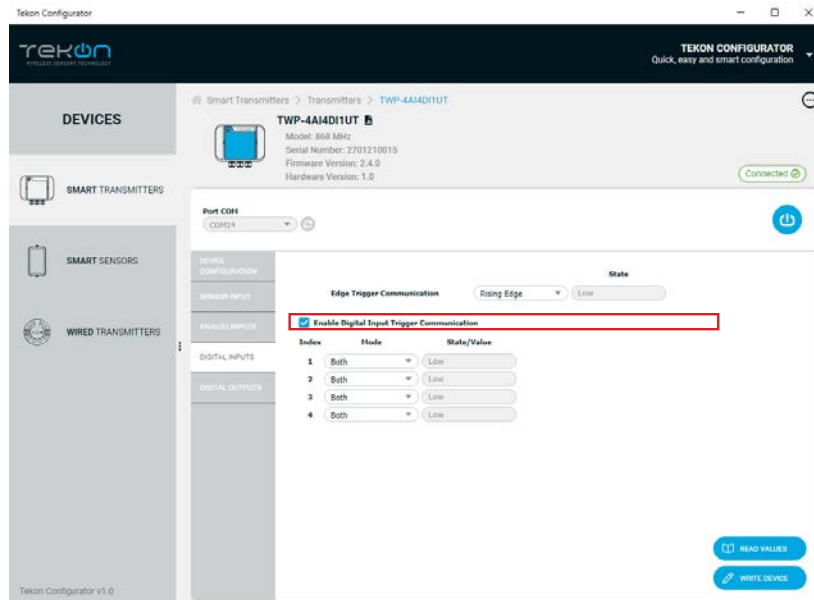 Tekon Configurator
TEKON
WIRELESS SENSORS TECHNOLOGY
TEKON CONFIGURATOR
Quick, easy and smart configuration
DEVICES
SMART TRANSMITTERS
SMART SENSORS
WIRED TRANSMITTERS
Tekon Configurator v1.0
Smart Transmitters > Transmitters > TWP-4AI4DI1UT
TWP-4AI4DI1UT
Model: 868 MHz
Serial Number: 2701210015
Firmware Version: 2.4.0
Hardware Version: 1.0
Connected
Port COM
COM14
DEVICE
CONFIGURATION
SENSOR INPUT
ANALOG INPUTS
DIGITAL INPUTS
DIGITAL OUTPUTS
State
Edge Trigger Communication Rising Edge Low
Enable Digital Input Trigger Communication
Index Mode State/Value
1 Both Low
2 Both Low
3 Both Low
4 Both Low
READ VALUES
WRITE DEVICE